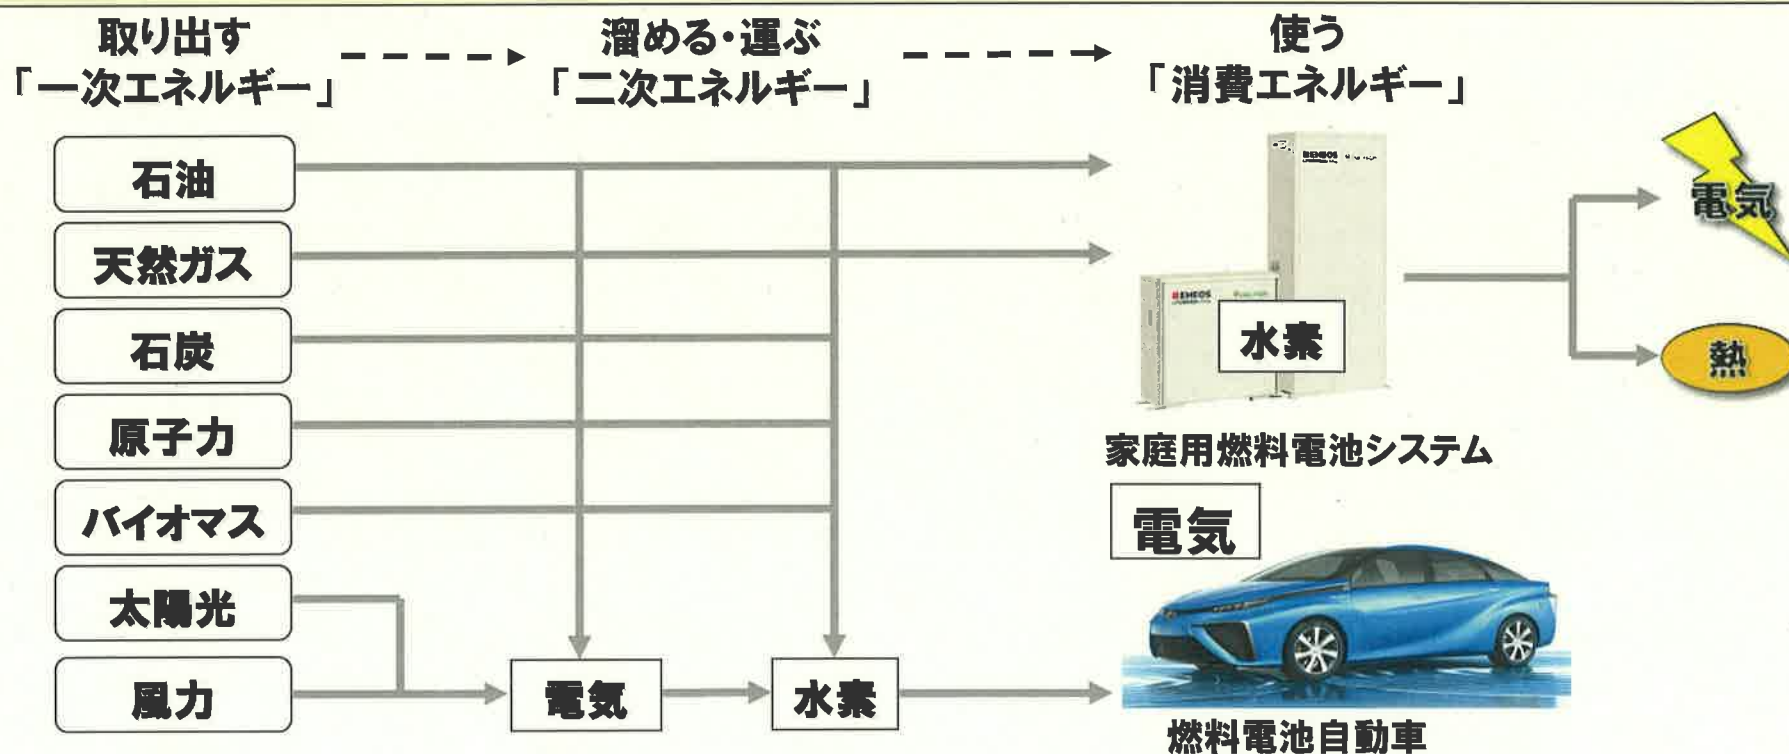 取り出す
「一次エネルギー」
溜める・運ぶ
「二次エネルギー」
使う
「消費エネルギー」
石油
天然ガス
石炭
原子力
バイオマス
太陽光
風力
電気
水素
ENEOS
ENEOS
水素
家庭用燃料電池システム
電気
熱
電気
燃料電池自動車